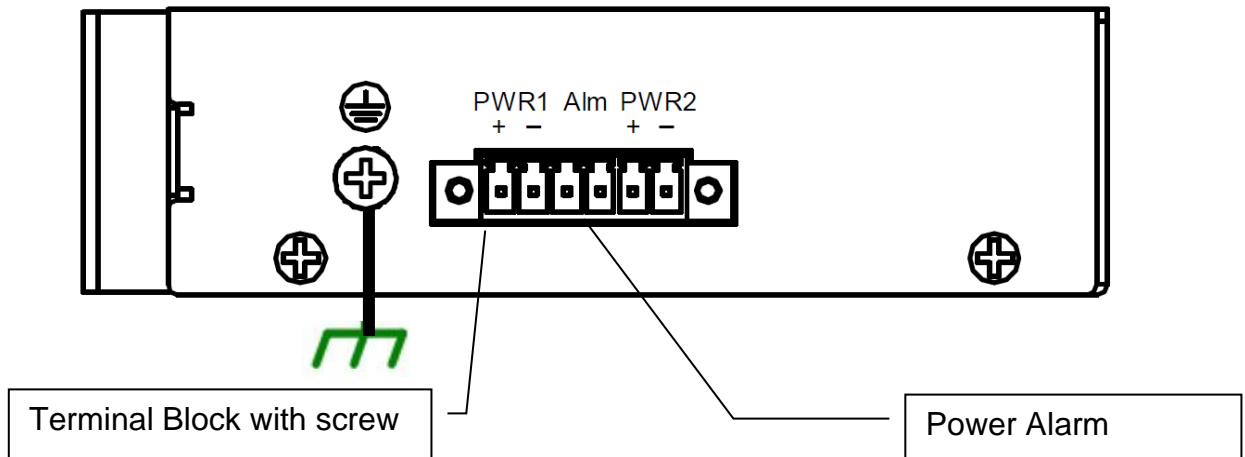 PWR1 Alm PWR2
+ − + −
Terminal Block with screw
Power Alarm